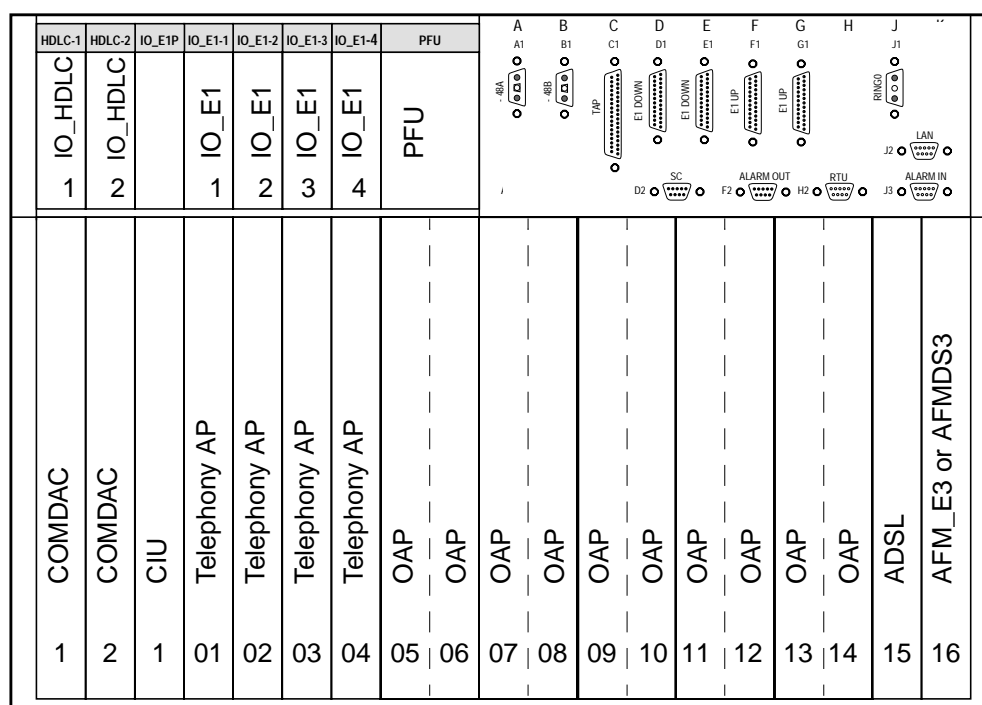 HDLC-1 HDLC-2 IO_E1P IO_E1-1 IO_E1-2 IO_E1-3 IO_E1-4 PFU
IO_HDLC IO_HDLC IO_E1 IO_E1 IO_E1 IO_E1 PFU
1 2 1 2 3 4
A B C D E F G H J
A1 B1 C1 D1 E1 F1 G1 J1
- 48A - 48B TAP E1 DOWN E1 DOWN E1 UP E1 UP RING0
LAN
J2
SC ALARM OUT RTU ALARM IN
D2 F2 H2 J3
COMDAC COMDAC CIU Telephony AP Telephony AP Telephony AP Telephony AP OAP OAP OAP OAP OAP OAP OAP OAP OAP OAP ADSL AFM_E3 or AFMDS3
1 2 1 01 02 03 04 05 06 07 08 09 10 11 12 13 14 15 16